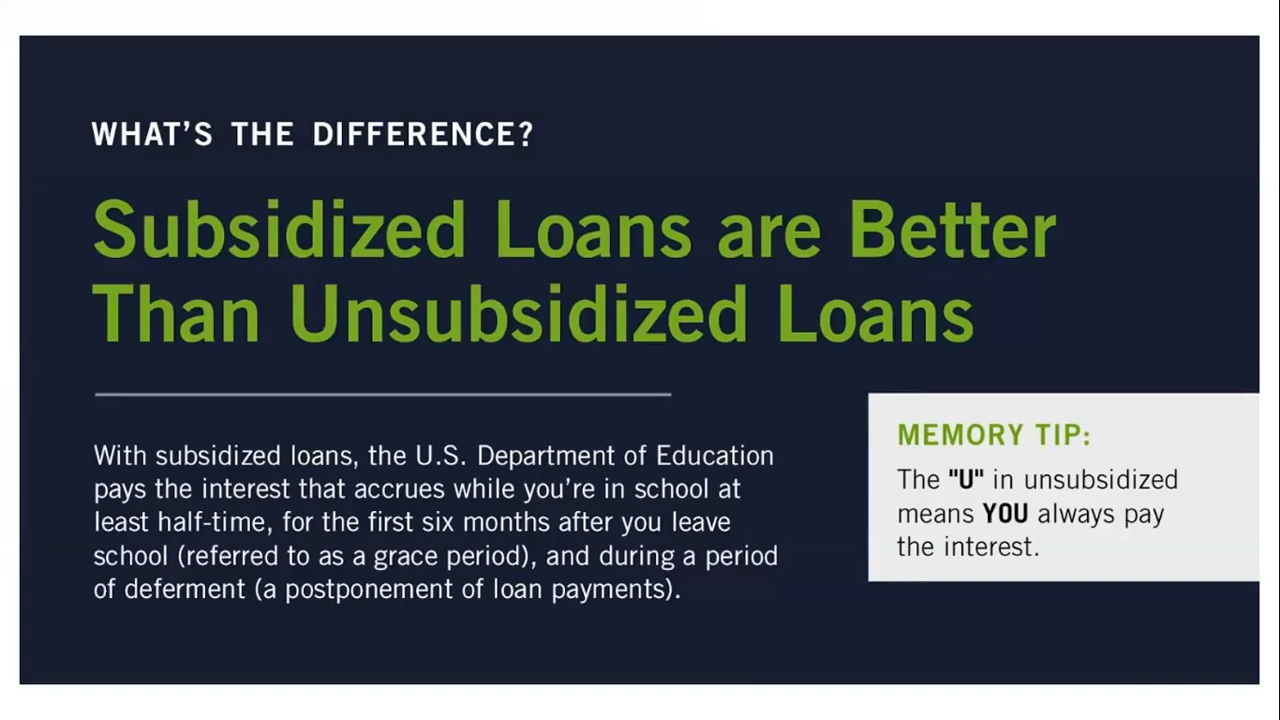 WHAT'S THE DIFFERENCE?
Subsidized Loans are Better
Than Unsubsidized Loans
With subsidized loans, the U.S. Department of Education
pays the interest that accrues while you're in school at
least half-time, for the first six months after you leave
school (referred to as a grace period), and during a period
of deferment (a postponement of loan payments).
MEMORY TIP:
The "U" in unsubsidized
means YOU always pay
the interest.